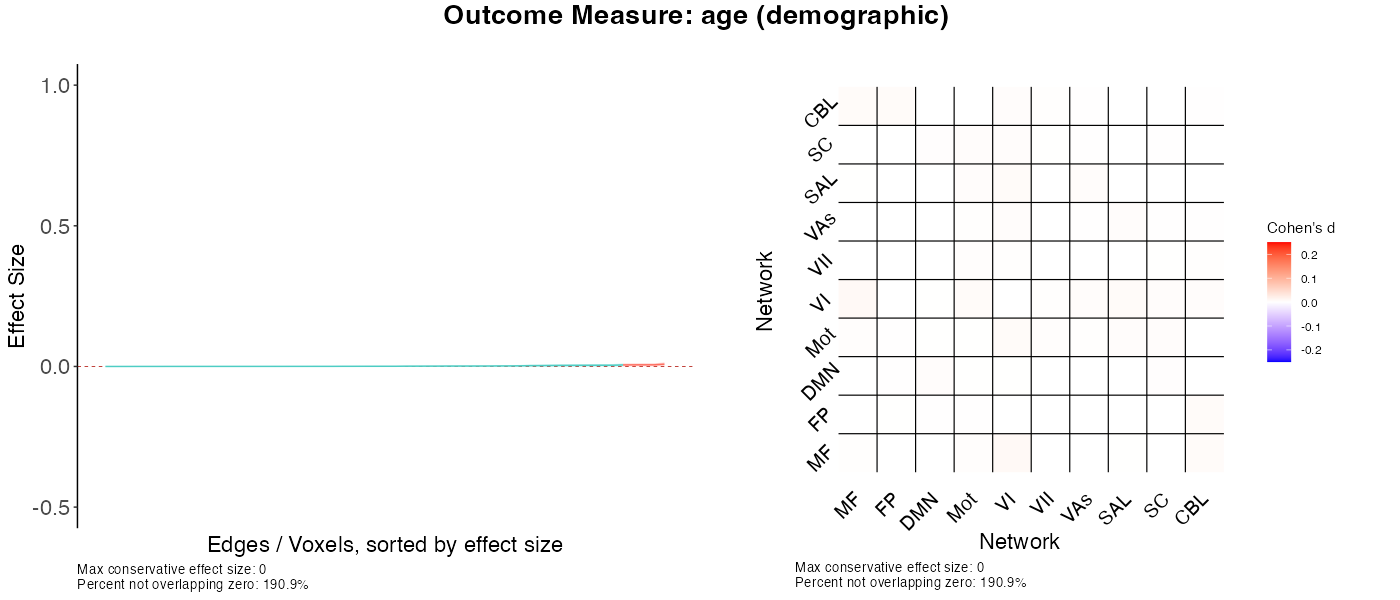 Outcome Measure: age (demographic)
Effect Size
1.0
0.5
0.0
-0.5
Edges / Voxels, sorted by effect size
Max conservative effect size: 0
Percent not overlapping zero: 190.9%
Network
CBL
SC
SAL
VAs
VII
VI
Mot
DMN
FP
MF
MF FP DMN Mot VI VII VAs SAL SC CBL
Network
Max conservative effect size: 0
Percent not overlapping zero: 190.9%
Cohen's d
0.2
0.1
0.0
-0.1
-0.2